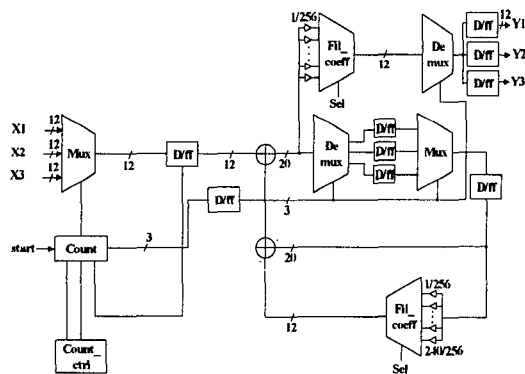 1/256
Fil_
coeff
12
Sel
De
mux
D/ff
12
Y1
D/ff
Y2
D/ff
Y3
X1
12
X2
12
X3
12
Mux
12
D/ff
12
20
De
mux
D/ff
D/ff
D/ff
Mux
D/ff
D/ff
3
start
Count
3
20
12
Fil_
coeff
1/256
240/256
Sel
Count_
ctrl